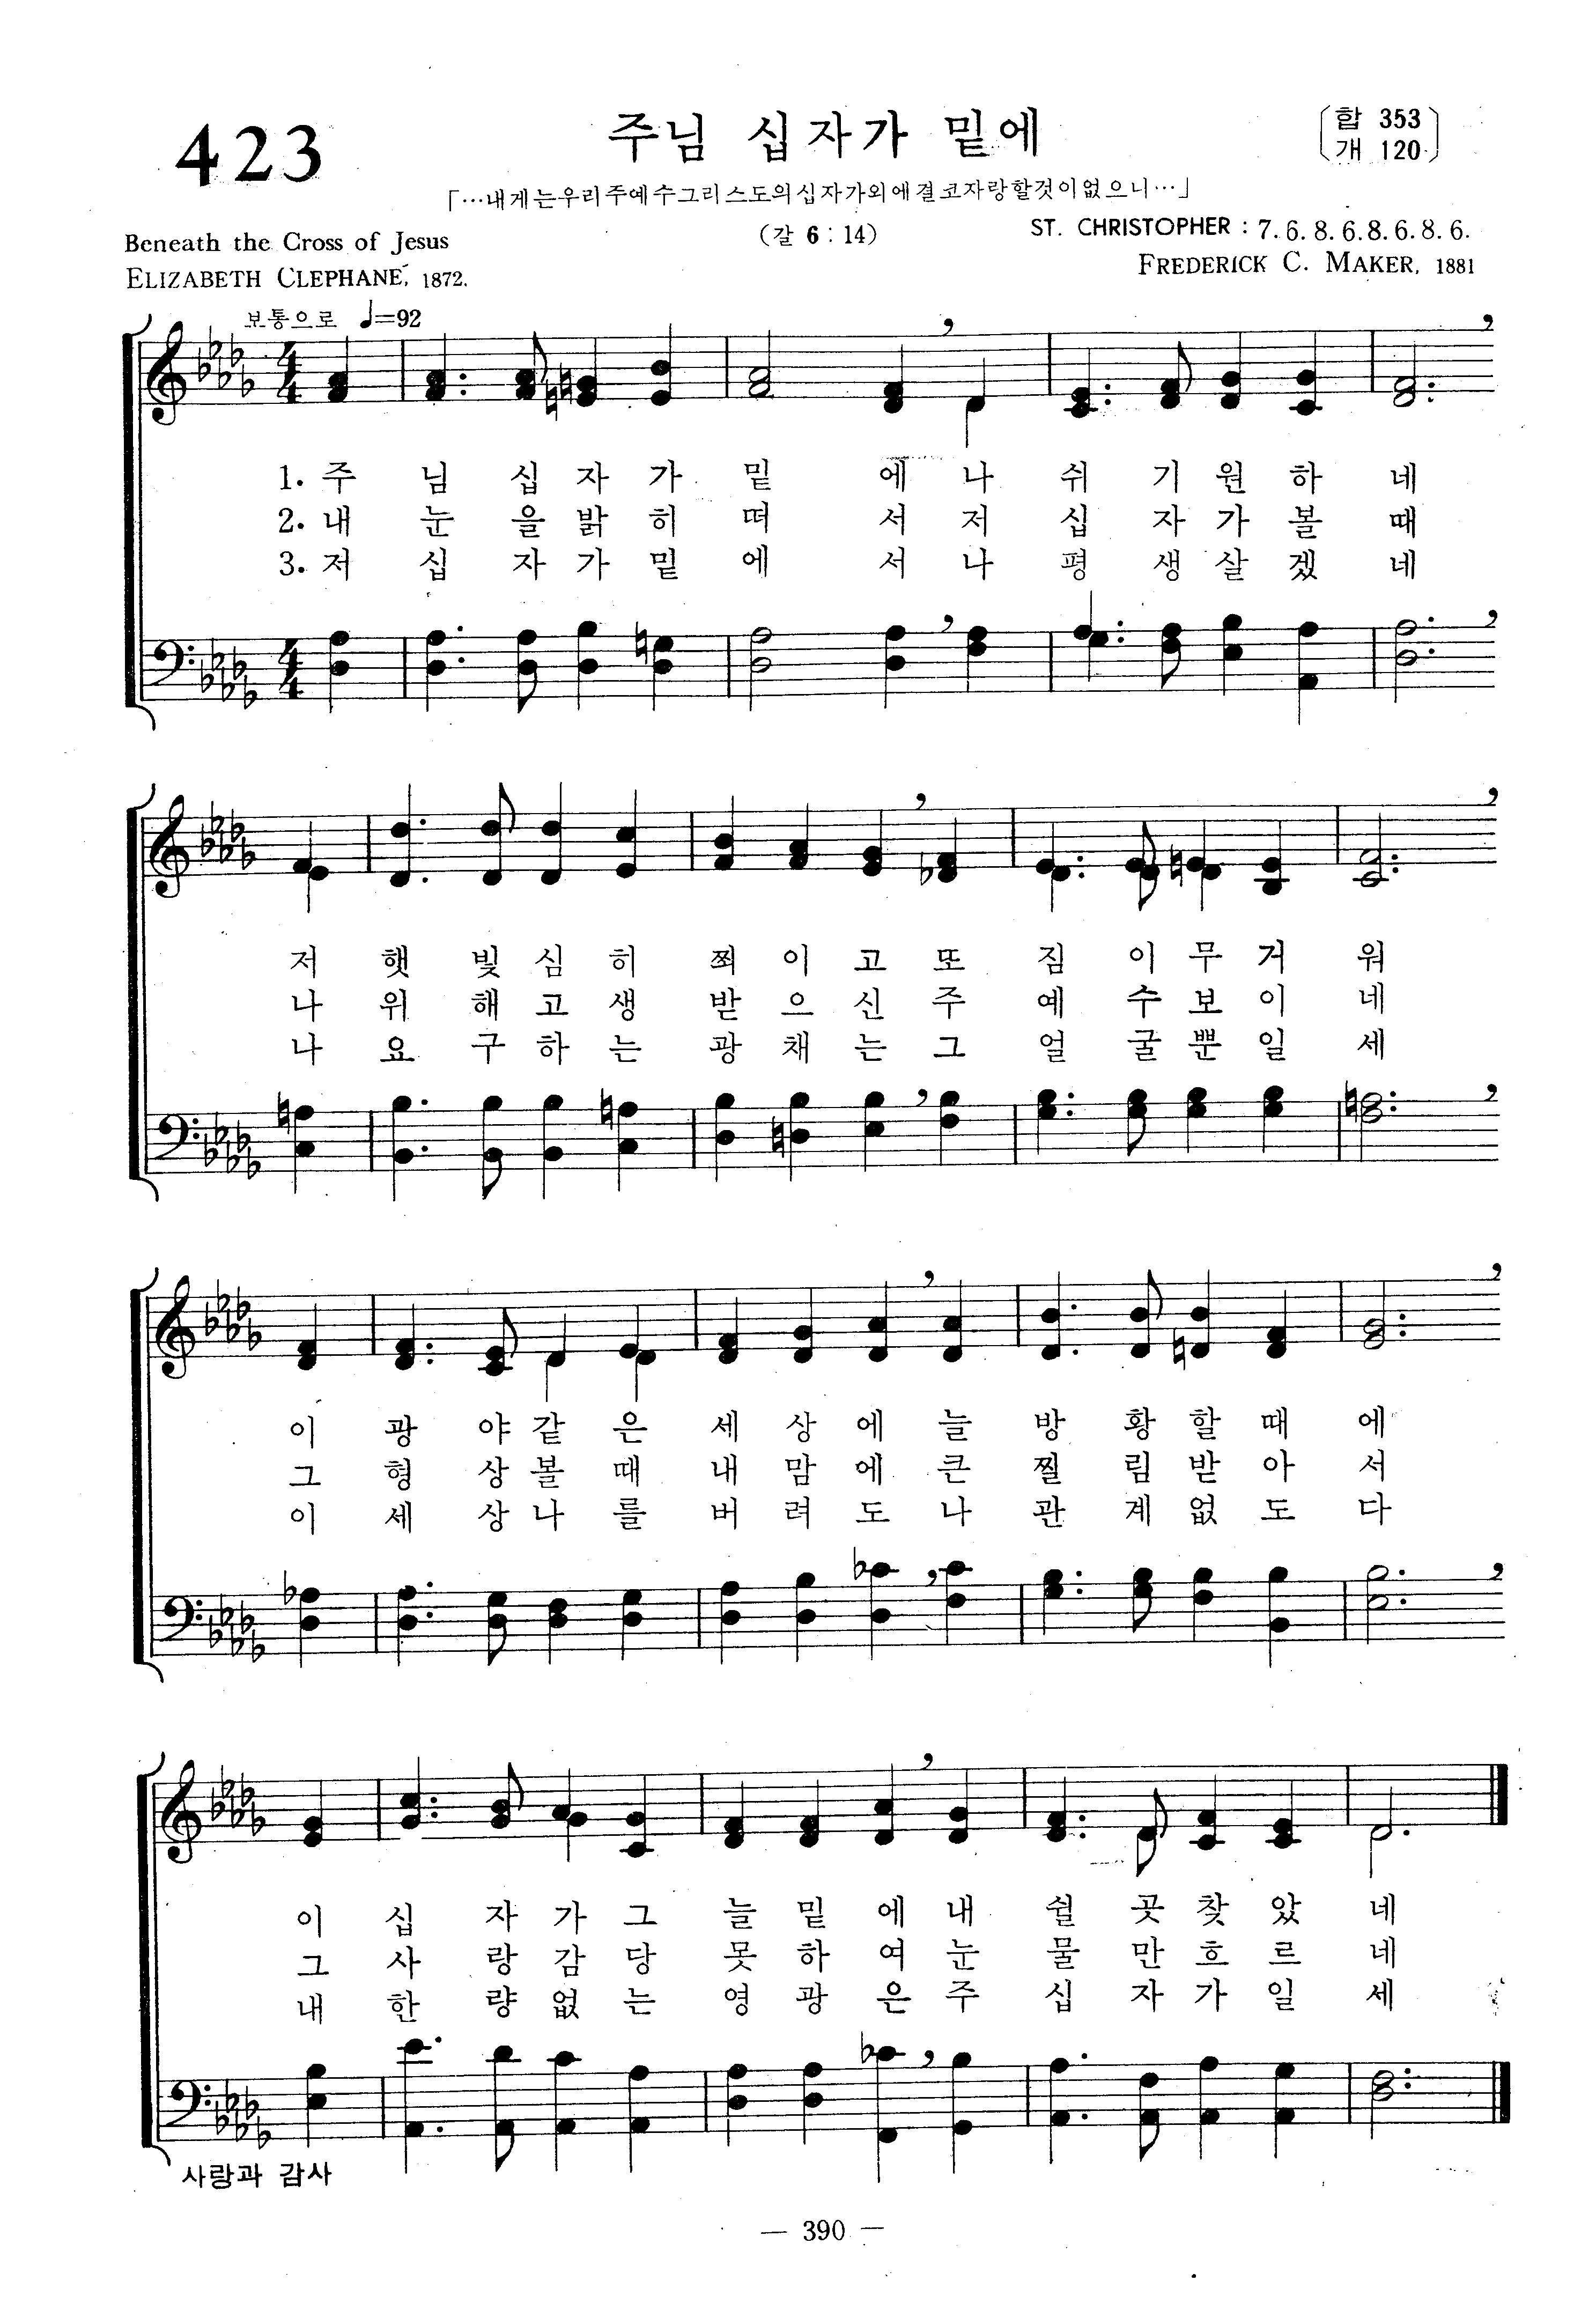 423
주님 십자가 밑에
합 353
개 120
「…내게는우리주예수그리스도의십자가외에결코자랑할것이없으니…」
(갈 6:14)
Beneath the Cross of Jesus
ELIZABETH CLEPHANE, 1872.
ST. CHRISTOPHER : 7. 6. 8. 6. 8. 6. 8. 6.
FREDERICK C. MAKER, 1881
보통으로 ♩=92
1. 주 님 십 자 가 밑 에 나 쉬 기 원 하 네
2. 내 눈 을 밝 히 떠 서 저 십 자 가 볼 때
3. 저 십 자 가 밑 에 서 나 평 생 살 겠 네
저 햇 빛 심 히 쬐 이 고 또 짐 이 무 거 워
나 위 해 고 생 받 으 신 주 예 수 보 이 네
나 요 구 하 는 광 채 는 그 얼 굴 뿐 일 세
이 광 야 같 은 세 상 에 늘 방 황 할 때 에
그 형 상 볼 때 내 맘 에 큰 찔 림 받 아 서
이 세 상 나 를 버 려 도 나 관 계 없 도 다
이 십 자 가 그 늘 밑 에 내 쉴 곳 찾 았 네
그 사 랑 감 당 못 하 여 눈 물 만 흐 르 네
내 한 량 없 는 영 광 은 주 십 자 가 일 세
사랑과 감사
— 390 —